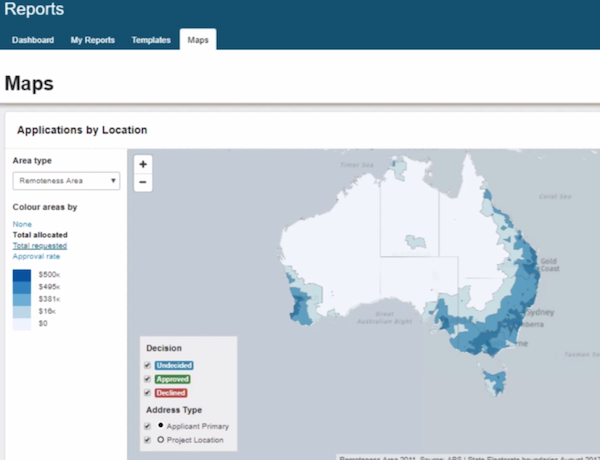 Reports
Dashboard My Reports Templates Maps
Maps
Applications by Location
Area type
Remoteness Area
Colour areas by
None
Total allocated
Total requested
Approval rate
$500K
$495K
$381K
$16K
$0
+
−
Timor Sea
Coral Sea
Gold
Coast
Sydney
nberra
rne
Great
Australian Bight
Tasman Se
Decision
Undecided
Approved
Declined
Address Type
Applicant Primary
Project Location
Remoteness Area 2011, Source: ABS | State Electorate boundaries August 2017